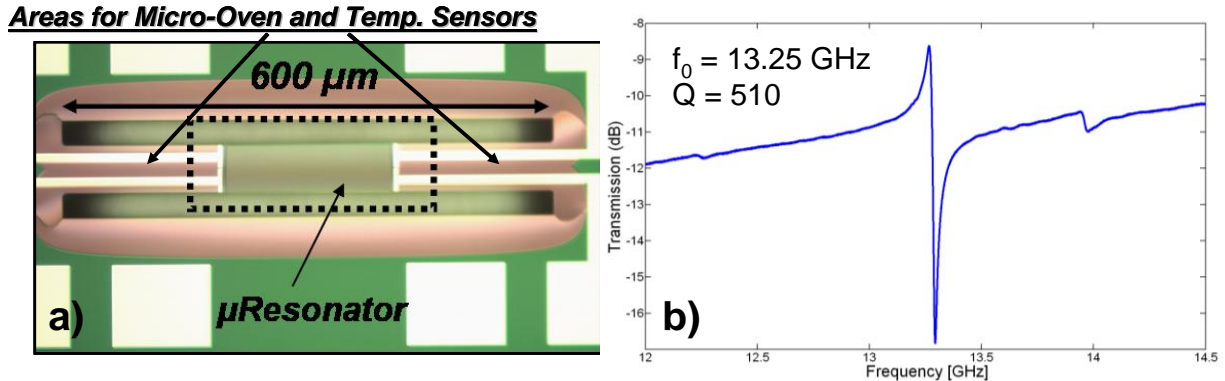 Areas for Micro-Oven and Temp. Sensors
600 µm
µResonator
a)
f0 = 13.25 GHz
Q = 510
b)
Transmission (dB)
-8
-9
-10
-11
-12
-13
-14
-15
-16
12
12.5
13
13.5
14
14.5
Frequency [GHz]